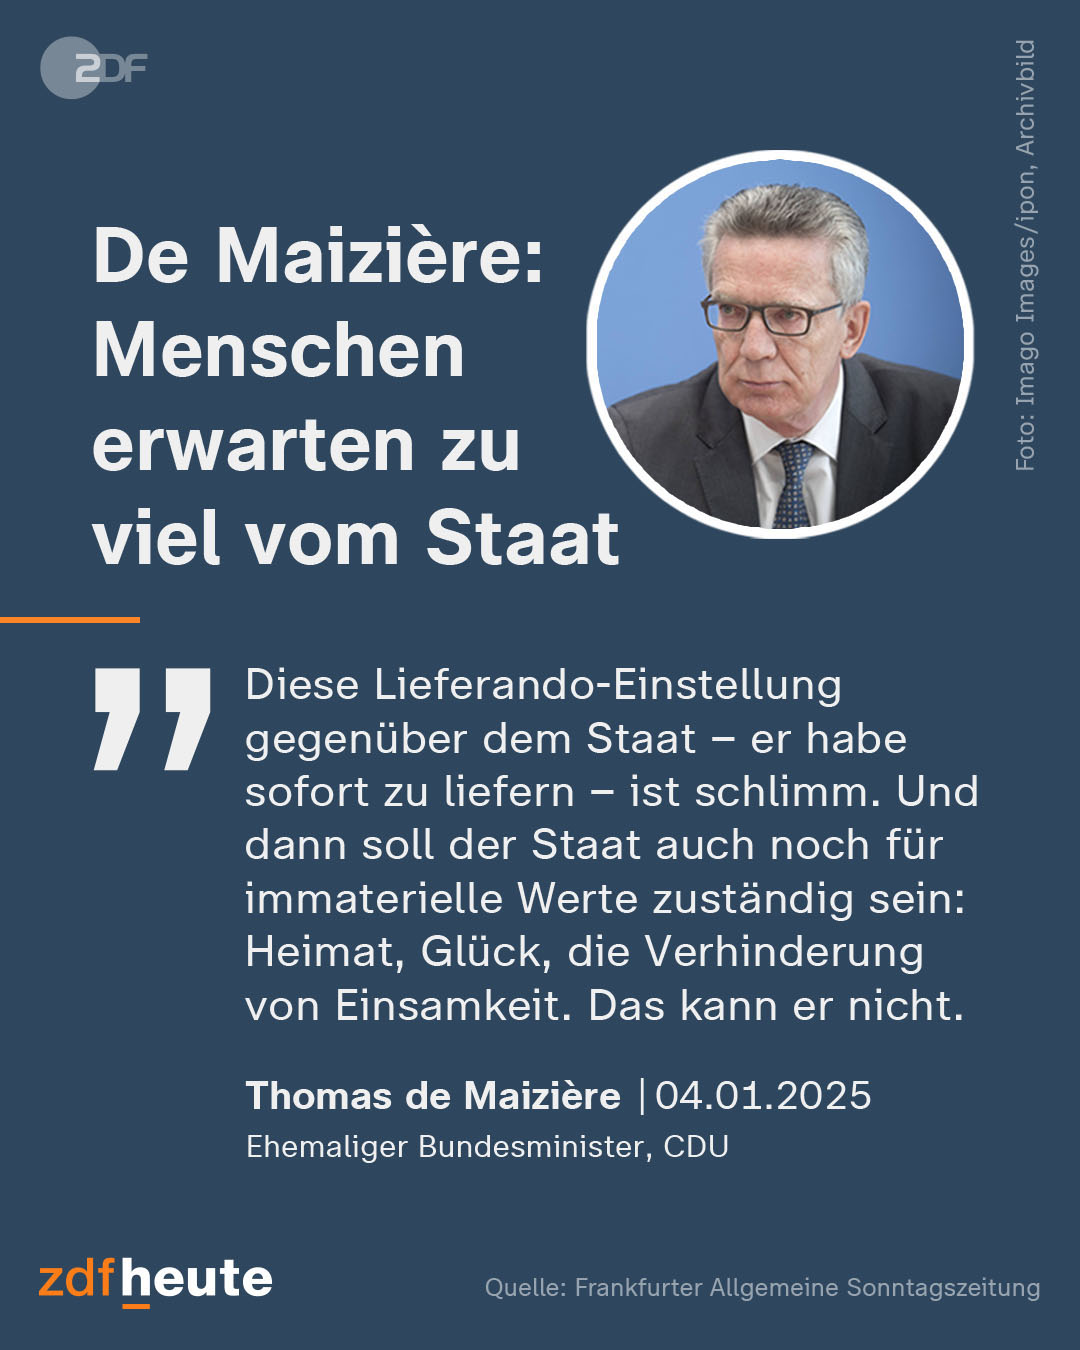 ZDF
Foto: Imago Images/ipon, Archivbild
De Maizière:
Menschen
erwarten zu
viel vom Staat
” Diese Lieferando-Einstellung
gegenüber dem Staat – er habe
sofort zu liefern – ist schlimm. Und
dann soll der Staat auch noch für
immaterielle Werte zuständig sein:
Heimat, Glück, die Verhinderung
von Einsamkeit. Das kann er nicht.
Thomas de Maizière | 04.01.2025
Ehemaliger Bundesminister, CDU
zdfheute
Quelle: Frankfurter Allgemeine Sonntagszeitung